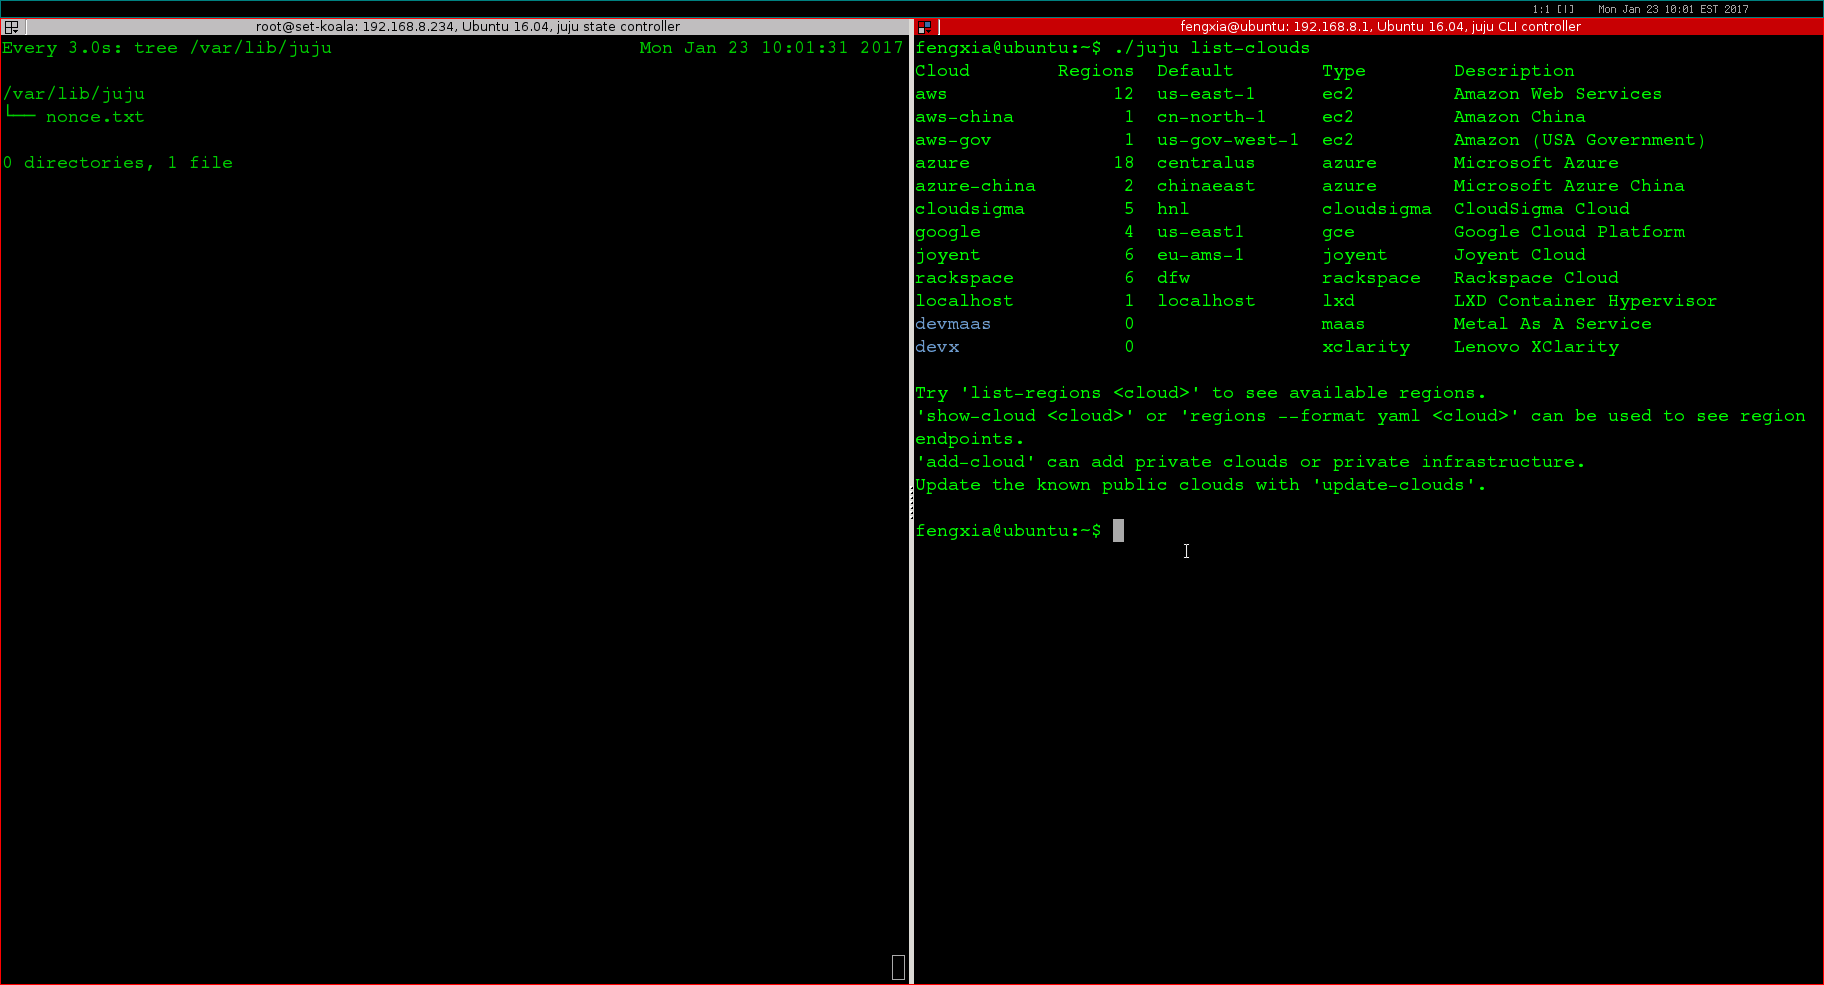 1:1 [|] Mon Jan 23 10:01 EST 2017
root@set-koala: 192.168.8.234, Ubuntu 16.04, juju state controller
Every 3.0s: tree /var/lib/juju Mon Jan 23 10:01:31 2017
/var/lib/juju
└── nonce.txt
0 directories, 1 file
fengxia@ubuntu: 192.168.8.1, Ubuntu 16.04, juju CLI controller
fengxia@ubuntu:~$ ./juju list-clouds
Cloud Regions Default Type Description
aws 12 us-east-1 ec2 Amazon Web Services
aws-china 1 cn-north-1 ec2 Amazon China
aws-gov 1 us-gov-west-1 ec2 Amazon (USA Government)
azure 18 centralus azure Microsoft Azure
azure-china 2 chinaeast azure Microsoft Azure China
cloudsigma 5 hnl cloudsigma CloudSigma Cloud
google 4 us-east1 gce Google Cloud Platform
joyent 6 eu-ams-1 joyent Joyent Cloud
rackspace 6 dfw rackspace Rackspace Cloud
localhost 1 localhost lxd LXD Container Hypervisor
devmaas 0 maas Metal As A Service
devx 0 xclarity Lenovo XClarity
Try 'list-regions <cloud>' to see available regions.
'show-cloud <cloud>' or 'regions --format yaml <cloud>' can be used to see region
endpoints.
'add-cloud' can add private clouds or private infrastructure.
Update the known public clouds with 'update-clouds'.
fengxia@ubuntu:~$